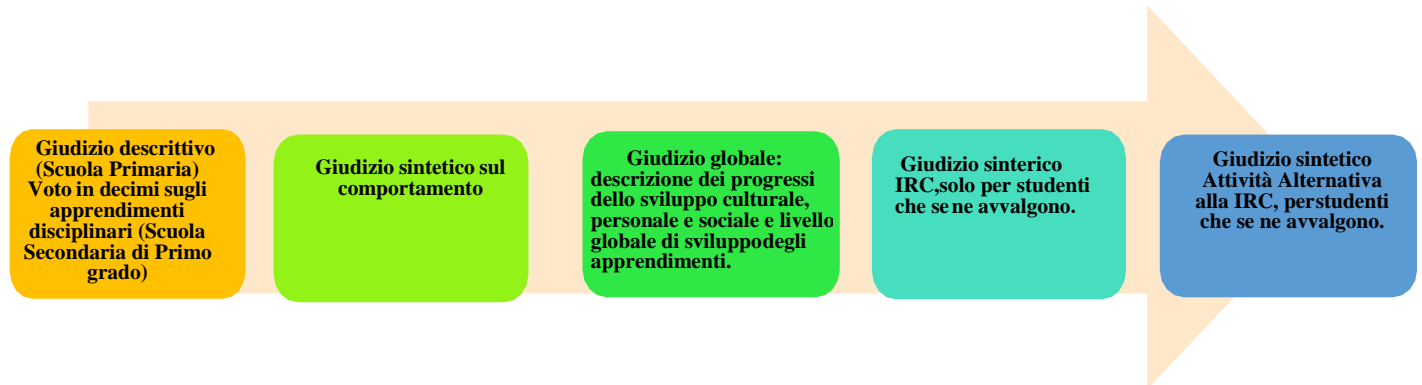 Giudizio descrittivo
(Scuola Primaria)
Voto in decimi sugli
apprendimenti
disciplinari (Scuola
Secondaria di Primo
grado)
Giudizio sintetico sul
comportamento
Giudizio globale:
descrizione dei progressi
dello sviluppo culturale,
personale e sociale e livello
globale di sviluppodegli
apprendimenti.
Giudizio sinterico
IRC,solo per studenti
che se ne avvalgono.
Giudizio sintetico
Attività Alternativa
alla IRC, perstudenti
che se ne avvalgono.